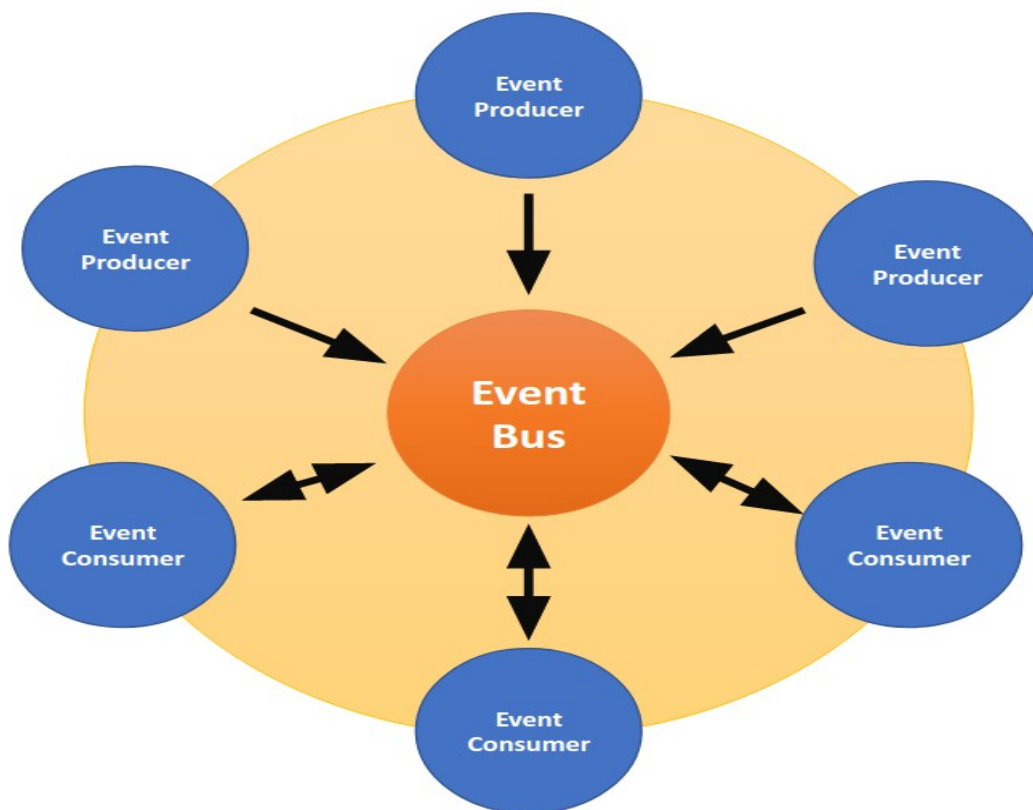 Event
Producer
Event
Producer
Event
Producer
Event
Bus
Event
Consumer
Event
Consumer
Event
Consumer